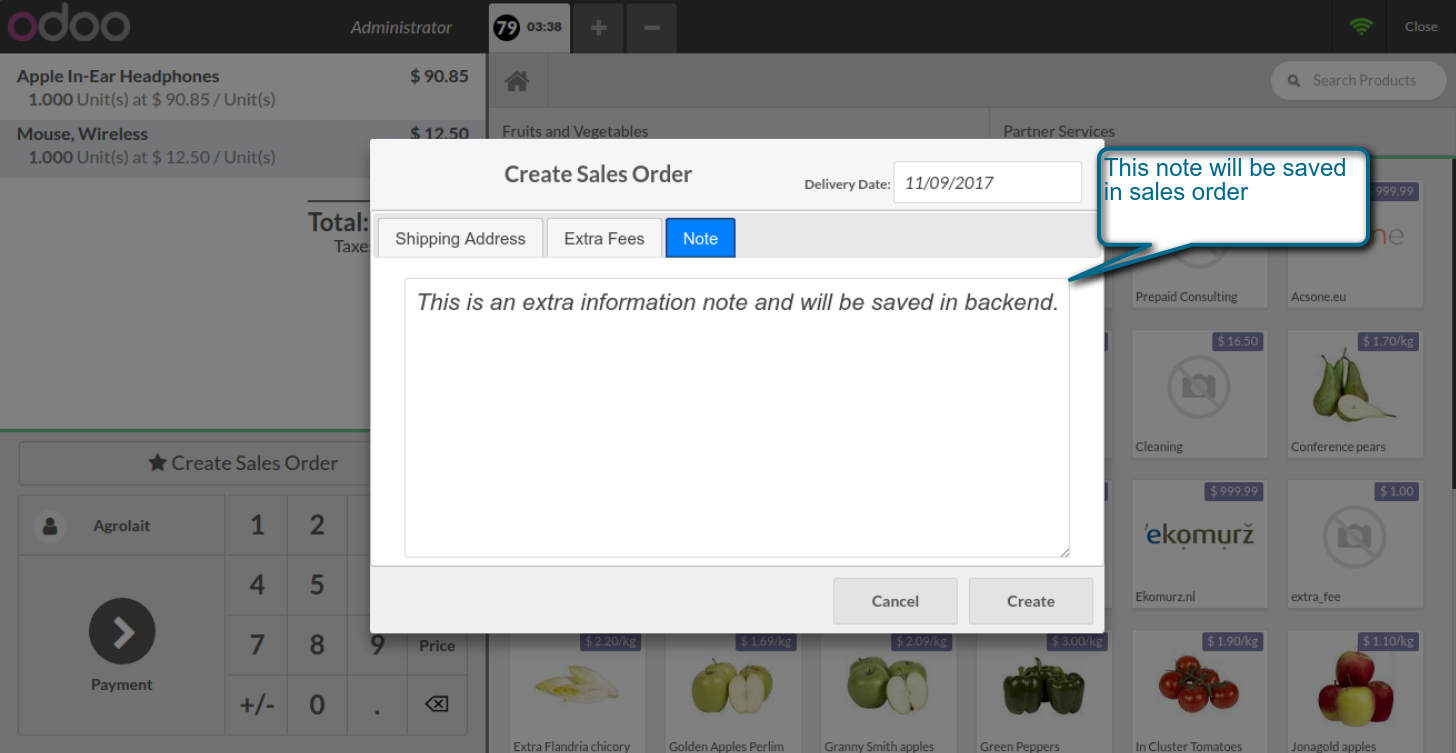 odoo
Administrator
79 03:38
Close
Apple In-Ear Headphones $ 90.85
1.000 Unit(s) at $ 90.85 / Unit(s)
Mouse, Wireless $ 12.50
1.000 Unit(s) at $ 12.50 / Unit(s)
Total:
Taxe
Search Products
Fruits and Vegetables
Partner Services
Create Sales Order
Delivery Date: 11/09/2017
Shipping Address Extra Fees Note
This is an extra information note and will be saved in backend.
Cancel Create
This note will be saved
in sales order
999.99
ne
Prepaid Consulting
Acsone.eu
$ 16.50
$ 1.70/kg
Cleaning
Conference pears
$ 999.99
$ 1.00
'ekomurž
Ekomurz.nl
extra_fee
Create Sales Order
Agrolait
Payment
1 2
4 5
7 8 9 Price
+/- 0 .
$ 2.20/kg
$ 1.69/kg
$ 2.09/kg
$ 3.00/kg
$ 1.90/kg
$ 1.10/kg
Extra Flandria chicory
Golden Apples Perlim
Granny Smith apples
Green Peppers
In Cluster Tomatoes
Jonagold apples